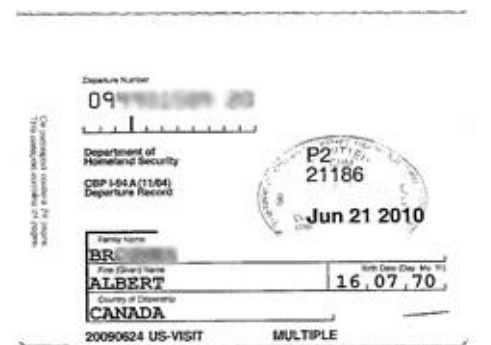 Departure Number
Department of
Homeland Security
CBP I-94A (11/04)
Departure Record
P2
21186
Jun 21 2010
Family Name
First (Given) Name
ALBERT
Birth Date (Day Mo Yr)
16,07,70
Country of Citizenship
CANADA
20090624 US-VISIT
MULTIPLE